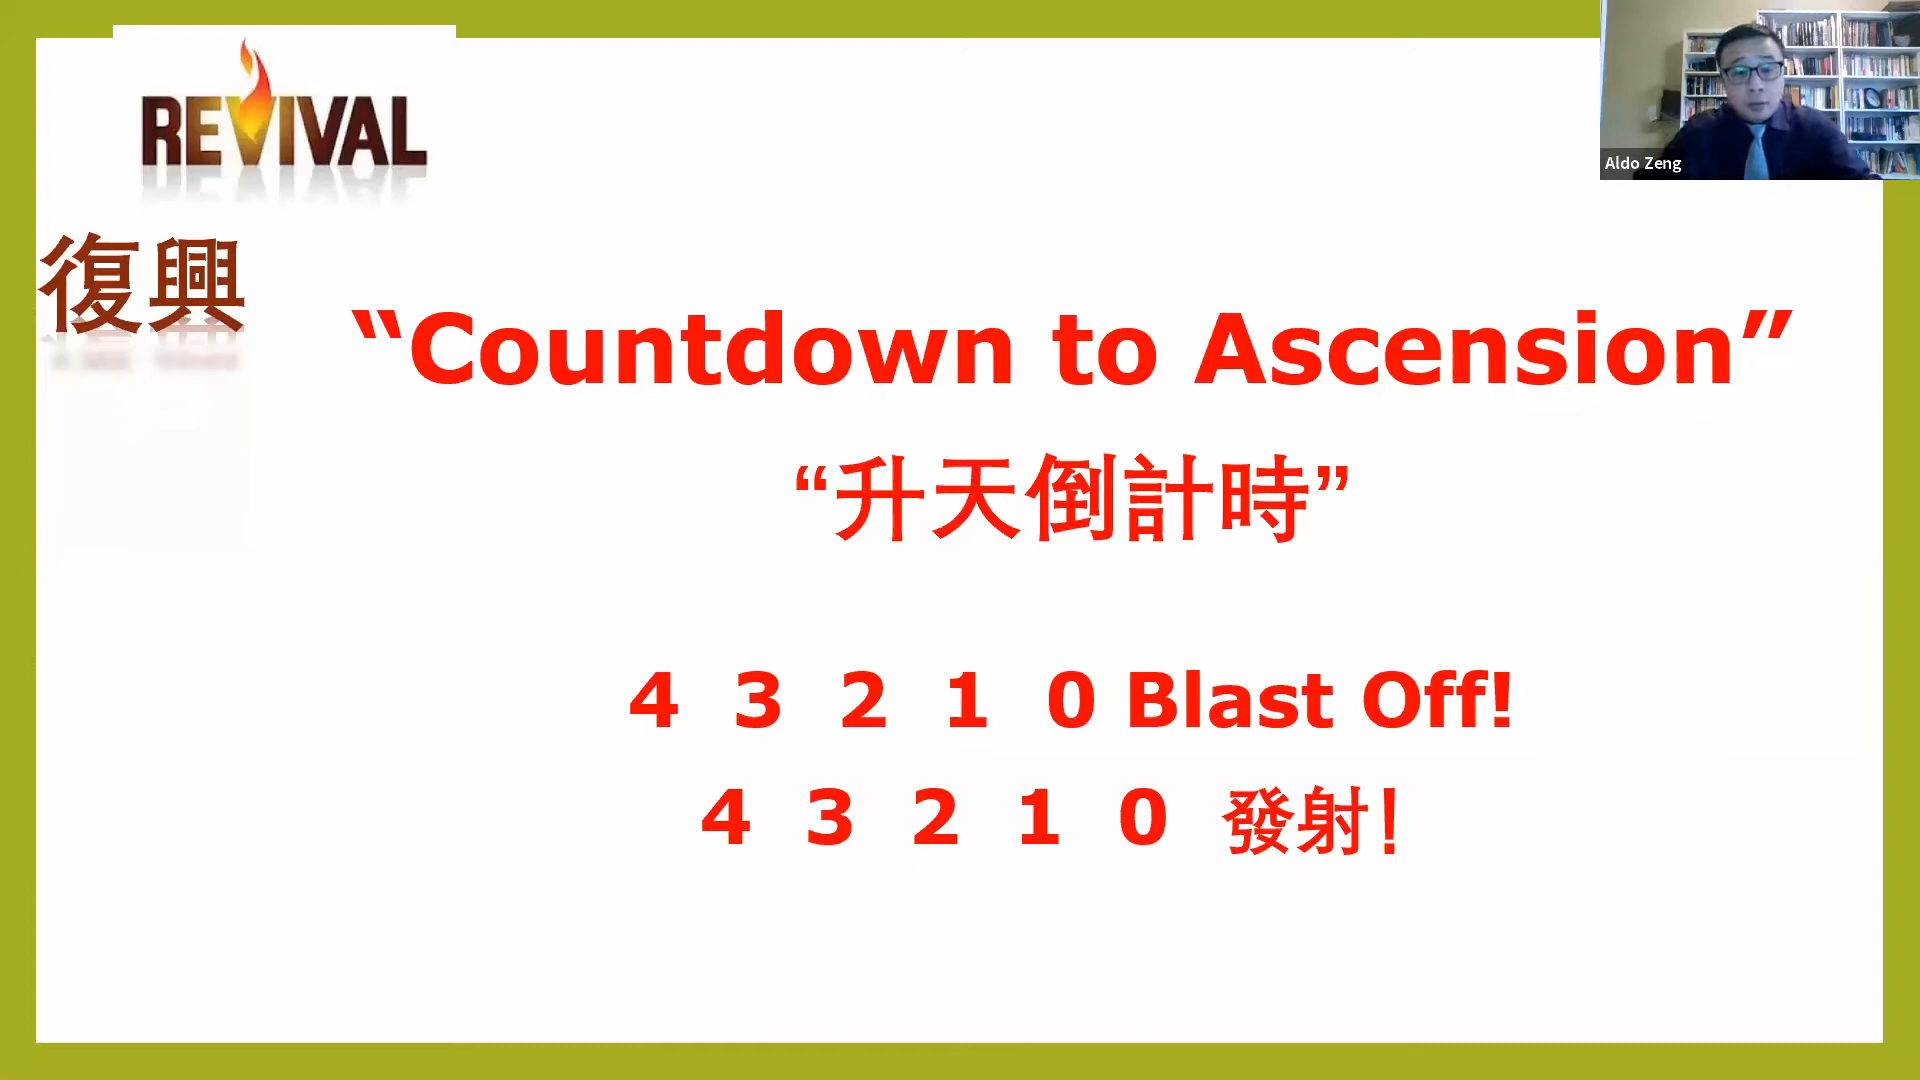 REVIVAL
Aldo Zeng
復興
“Countdown to Ascension”
“升天倒計時”
4 3 2 1 0 Blast Off!
4 3 2 1 0 發射!